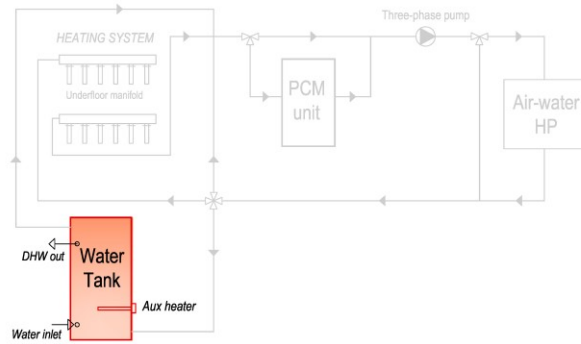 Three-phase pump
HEATING SYSTEM
Underfloor manifold
PCM
unit
Air-water
HP
DHW out
Water
Tank
Aux heater
Water inlet